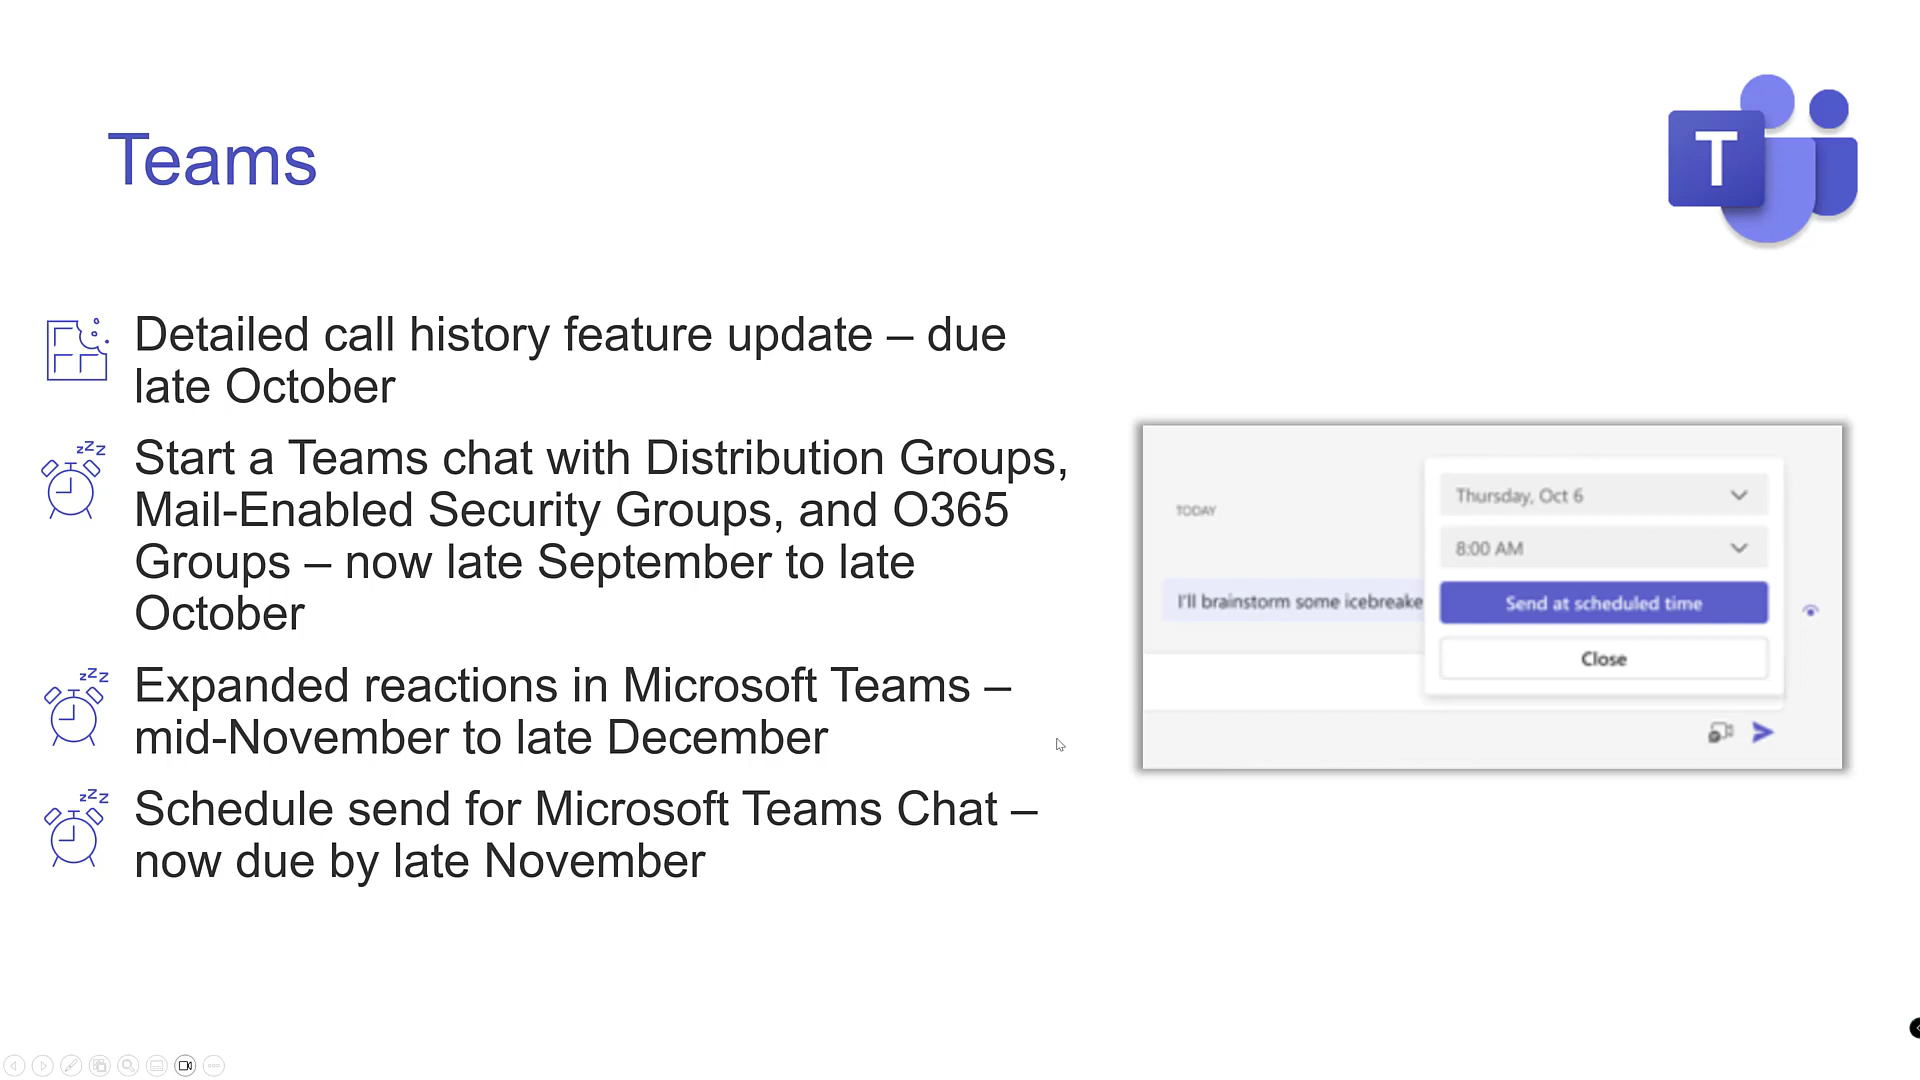 Teams
T
Detailed call history feature update – due
late October
zzz
Start a Teams chat with Distribution Groups,
Mail-Enabled Security Groups, and O365
Groups – now late September to late
October
zzz
Expanded reactions in Microsoft Teams –
mid-November to late December
zzz
Schedule send for Microsoft Teams Chat –
now due by late November
TODAY
Thursday, Oct 6
8:00 AM
I'll brainstorm some icebreake
Send at scheduled time
Close